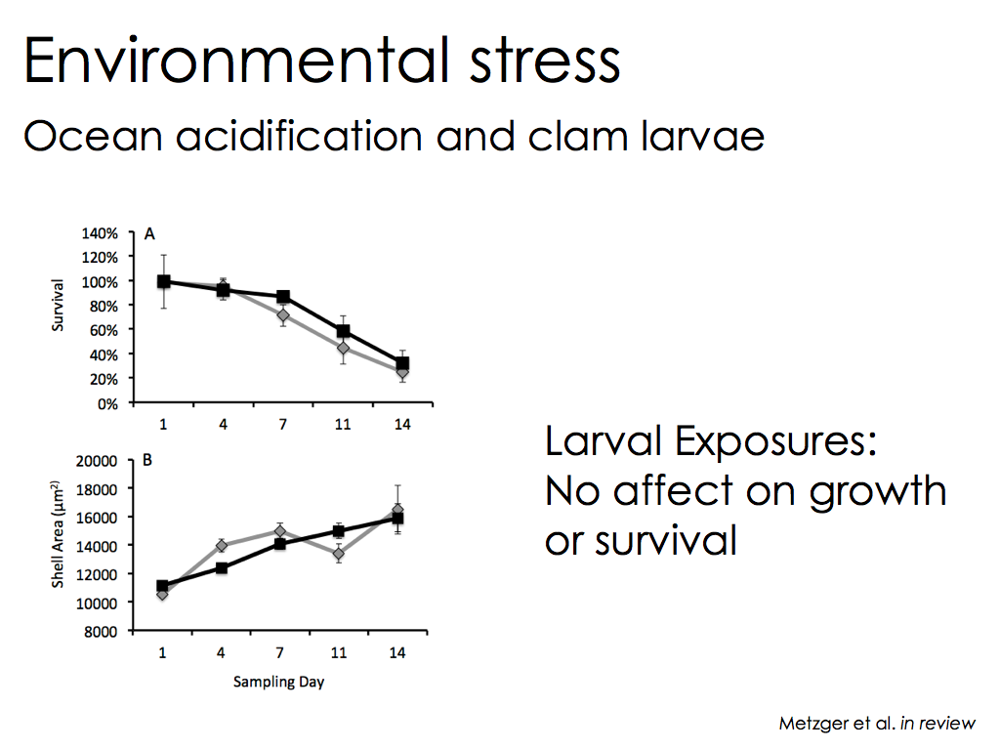 Environmental stress
Ocean acidification and clam larvae
A
140%
120%
100%
80%
60%
40%
20%
0%
Survival
1 4 7 11 14
B
20000
18000
16000
14000
12000
10000
8000
Shell Area (µm²)
1 4 7 11 14
Sampling Day
Larval Exposures:
No affect on growth
or survival
Metzger et al. in review